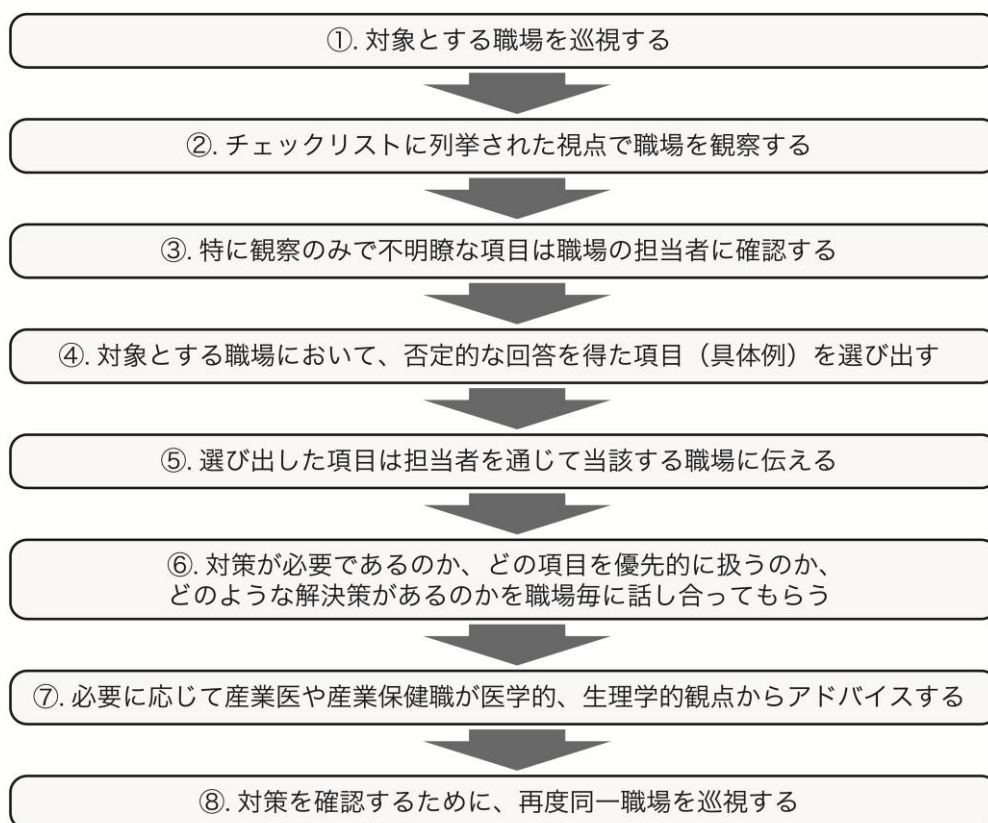 ①. 対象とする職場を巡視する
②. チェックリストに列挙された視点で職場を観察する
③. 特に観察のみで不明瞭な項目は職場の担当者に確認する
④. 対象とする職場において、否定的な回答を得た項目（具体例）を選び出す
⑤. 選び出した項目は担当者を通じて当該する職場に伝える
⑥. 対策が必要であるのか、どの項目を優先的に扱うのか、
どのような解決策があるのかを職場毎に話し合ってもらう
⑦. 必要に応じて産業医や産業保健職が医学的、生理学的観点からアドバイスする
⑧. 対策を確認するために、再度同一職場を巡視する